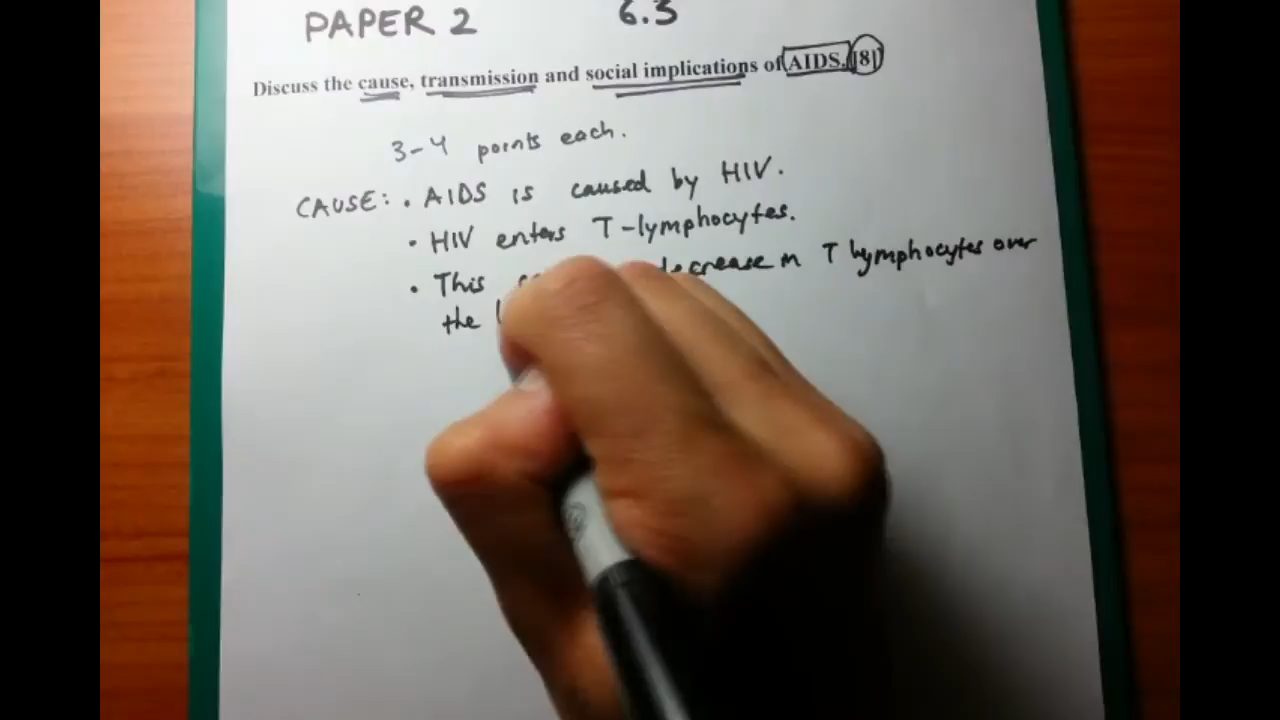 PAPER 2 6.3
Discuss the cause, transmission and social implications of AIDS. [8]
3-4 points each.
CAUSE: • AIDS is caused by HIV.
• HIV enters T-lymphocytes.
• This decrease in T lymphocytes over
the